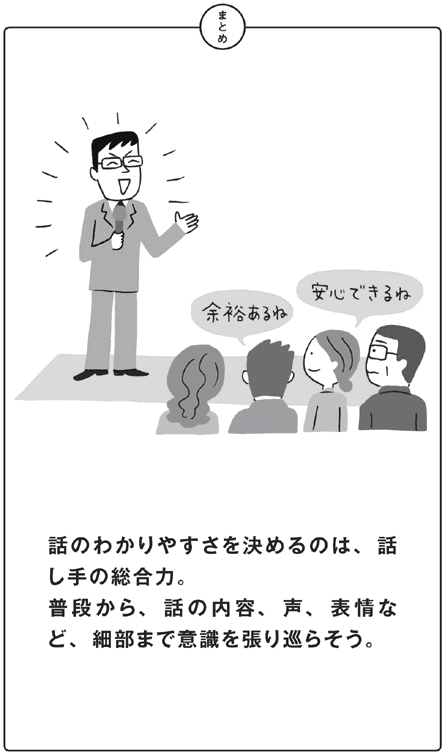 まとめ
余裕あるね
安心できるね
話のわかりやすさを決めるのは、話
し手の総合力。
普段から、話の内容、声、表情な
ど、細部まで意識を張り巡らそう。